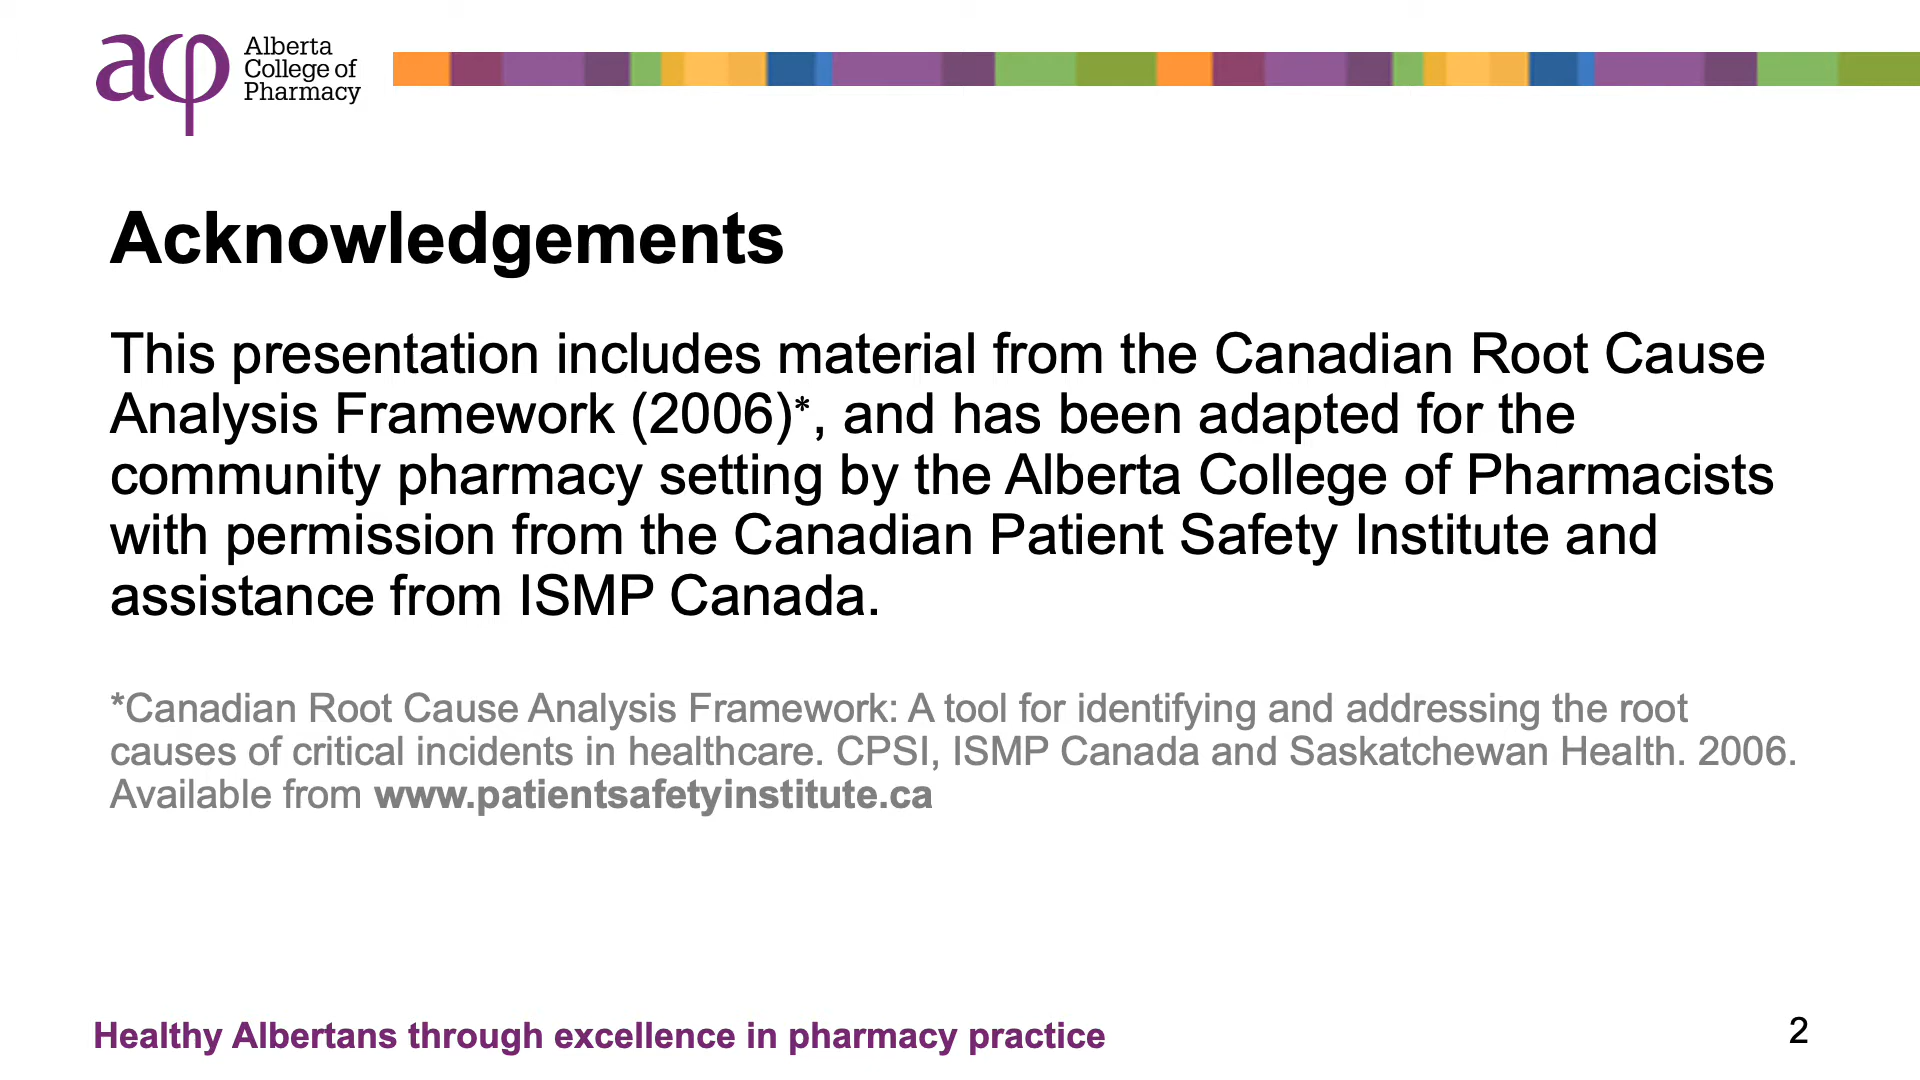 acp
Alberta
College of
Pharmacy
Acknowledgements
This presentation includes material from the Canadian Root Cause
Analysis Framework (2006)*, and has been adapted for the
community pharmacy setting by the Alberta College of Pharmacists
with permission from the Canadian Patient Safety Institute and
assistance from ISMP Canada.
*Canadian Root Cause Analysis Framework: A tool for identifying and addressing the root
causes of critical incidents in healthcare. CPSI, ISMP Canada and Saskatchewan Health. 2006.
Available from www.patientsafetyinstitute.ca
Healthy Albertans through excellence in pharmacy practice
2